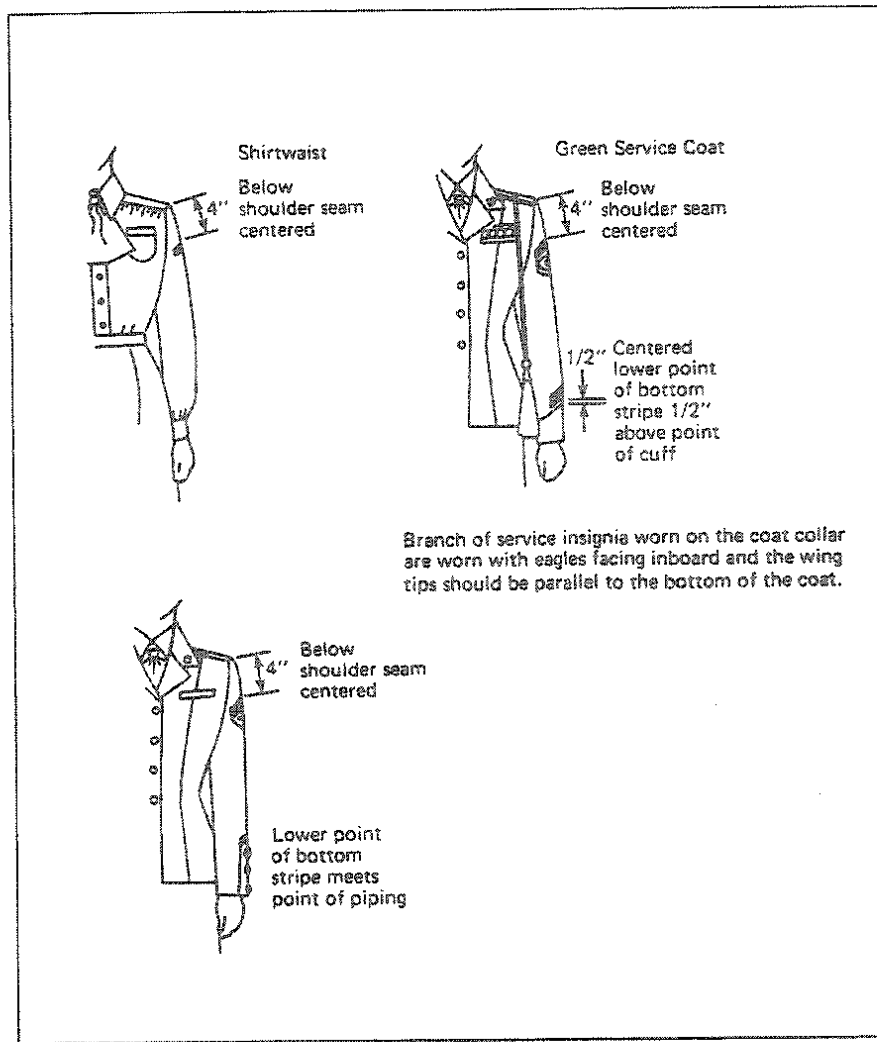 Shirtwaist
Below
4" shoulder seam
centered
Green Service Coat
Below
4" shoulder seam
centered
1/2" Centered
lower point
of bottom
stripe 1/2"
above point
of cuff
Branch of service insignia worn on the coat collar
are worn with eagles facing inboard and the wing
tips should be parallel to the bottom of the coat.
Below
4" shoulder seam
centered
Lower point
of bottom
stripe meets
point of piping